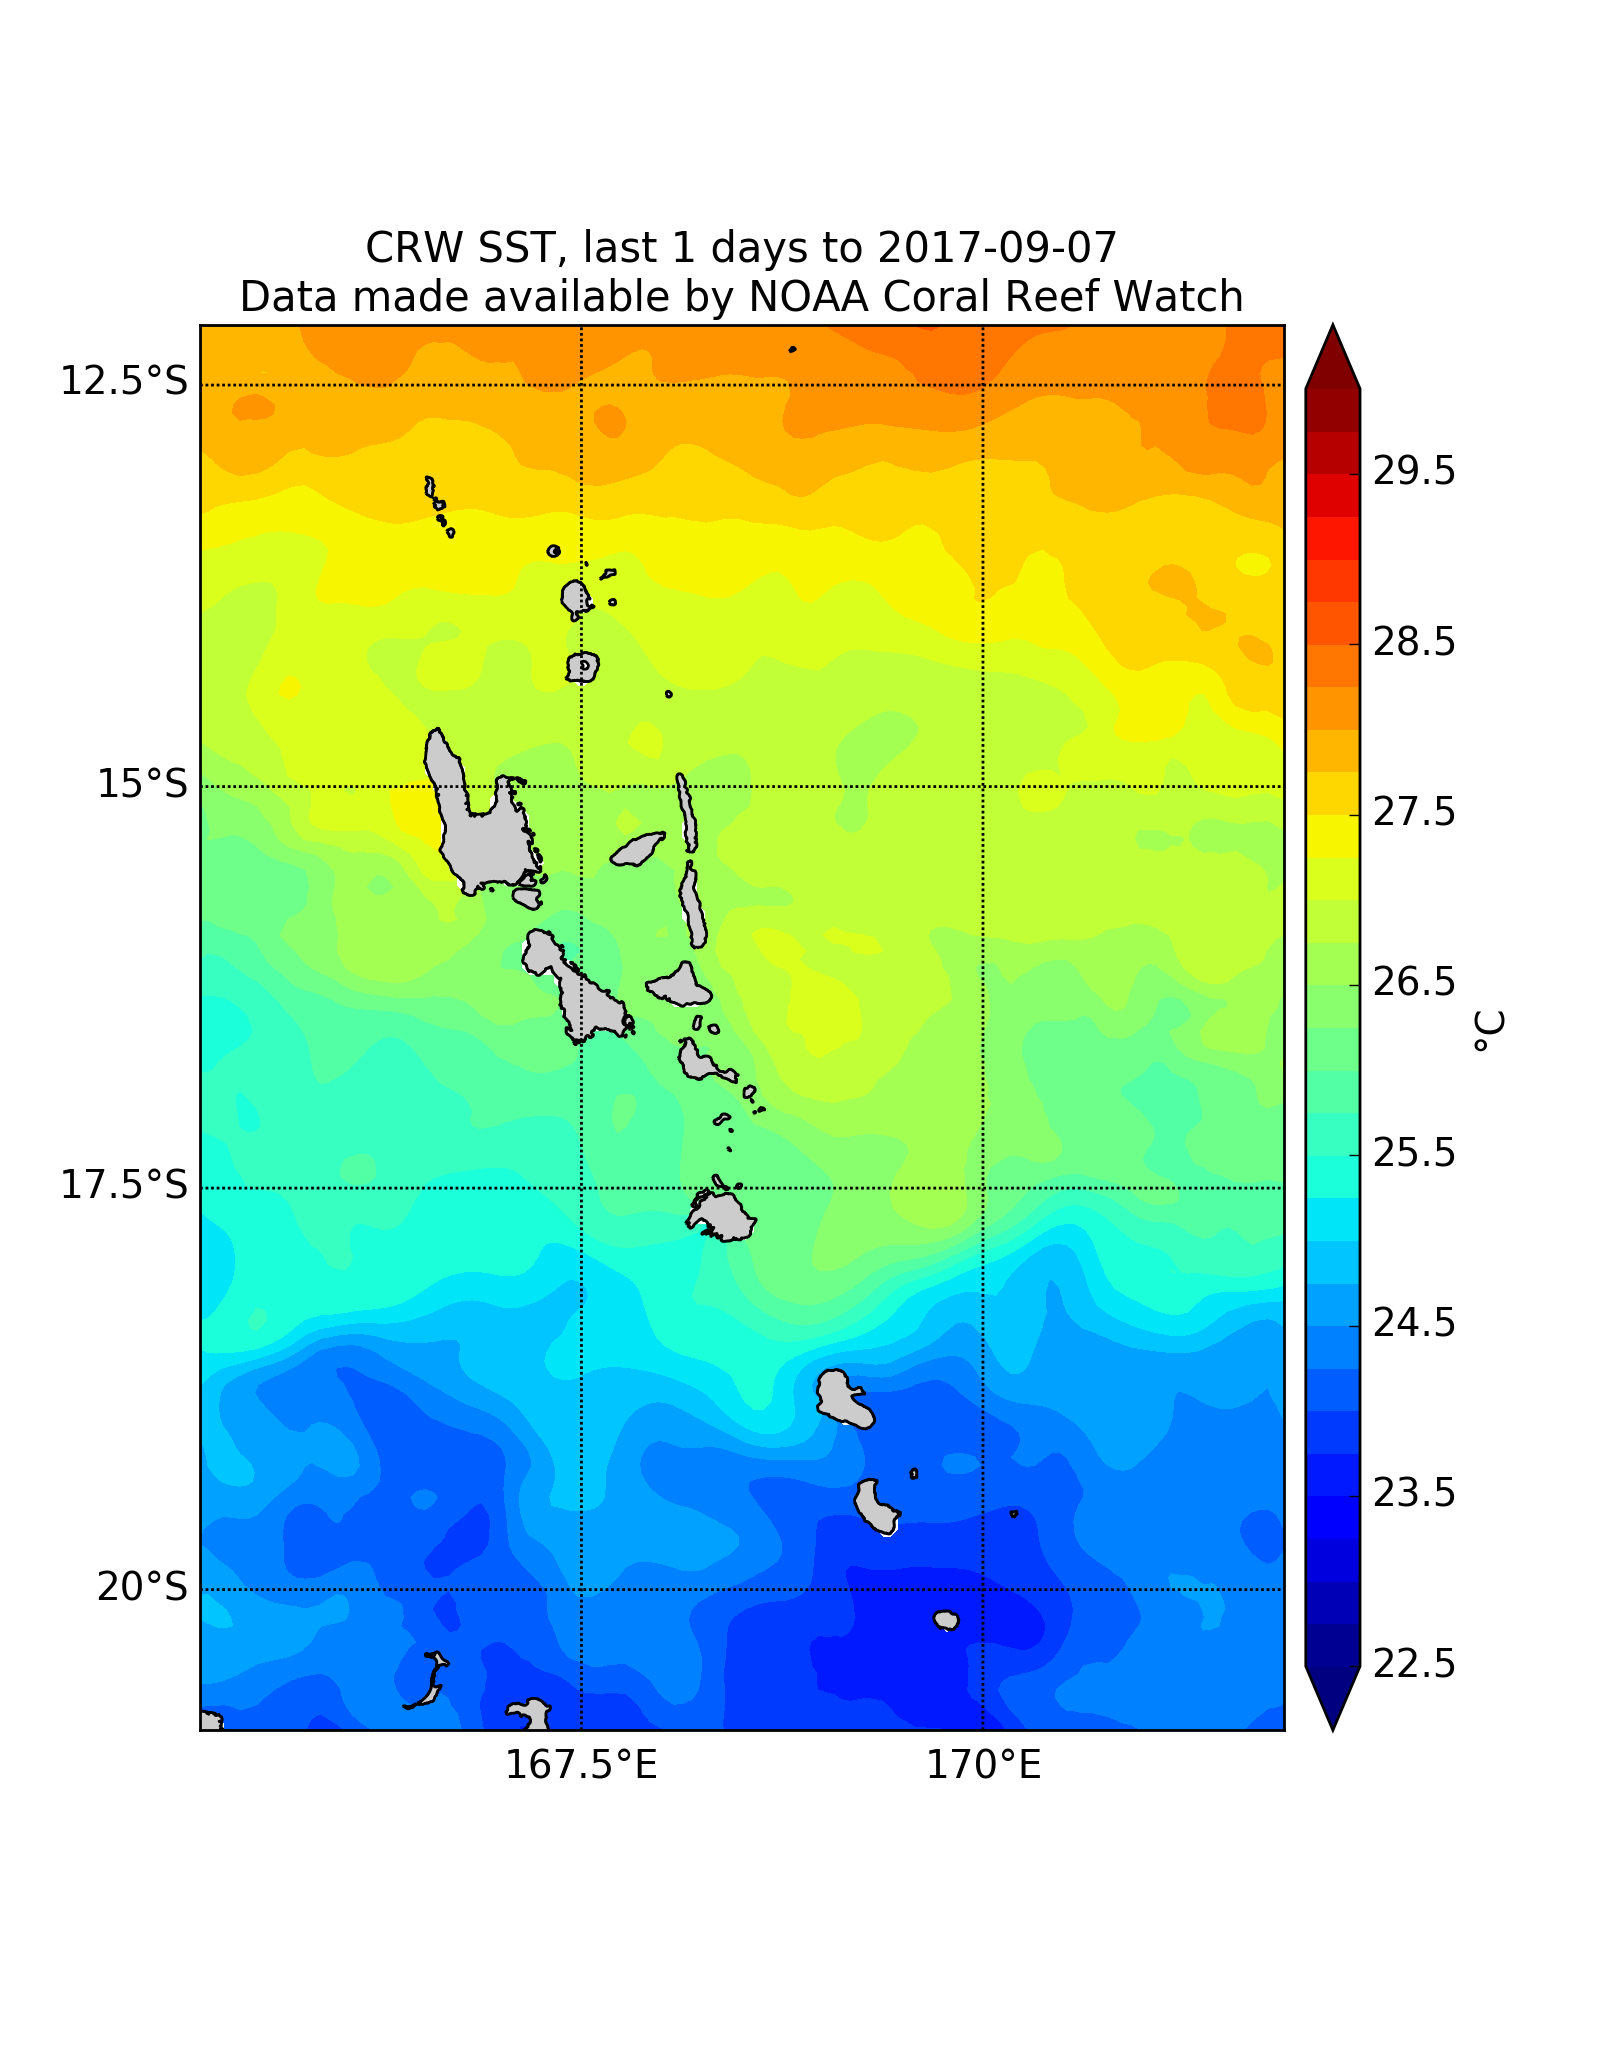 CRW SST, last 1 days to 2017-09-07
Data made available by NOAA Coral Reef Watch
12.5°S
15°S
17.5°S
20°S
167.5°E
170°E
29.5
28.5
27.5
26.5
25.5
24.5
23.5
22.5
°C